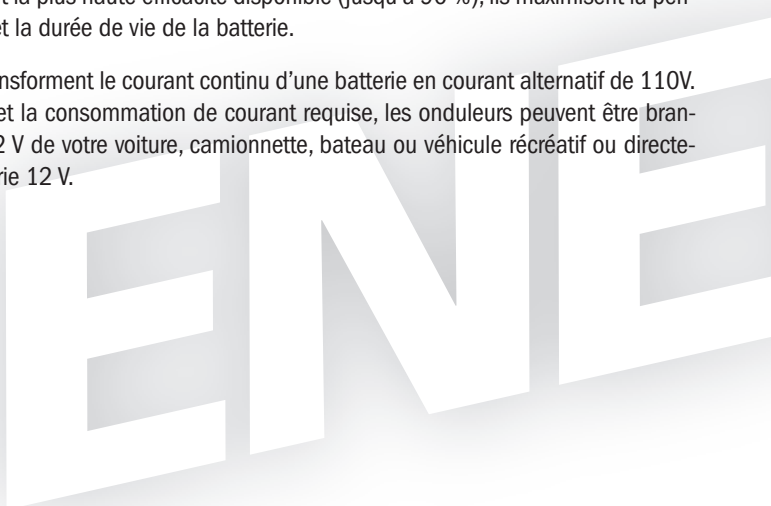 t la plus haute efficacité disponible (jusqu'à 90 %), ils maximisent la per-
et la durée de vie de la batterie.
nsforment le courant continu d'une batterie en courant alternatif de 110V.
et la consommation de courant requise, les onduleurs peuvent être bran-
2 V de votre voiture, camionnette, bateau ou véhicule récréatif ou directe-
rie 12 V.
ENE